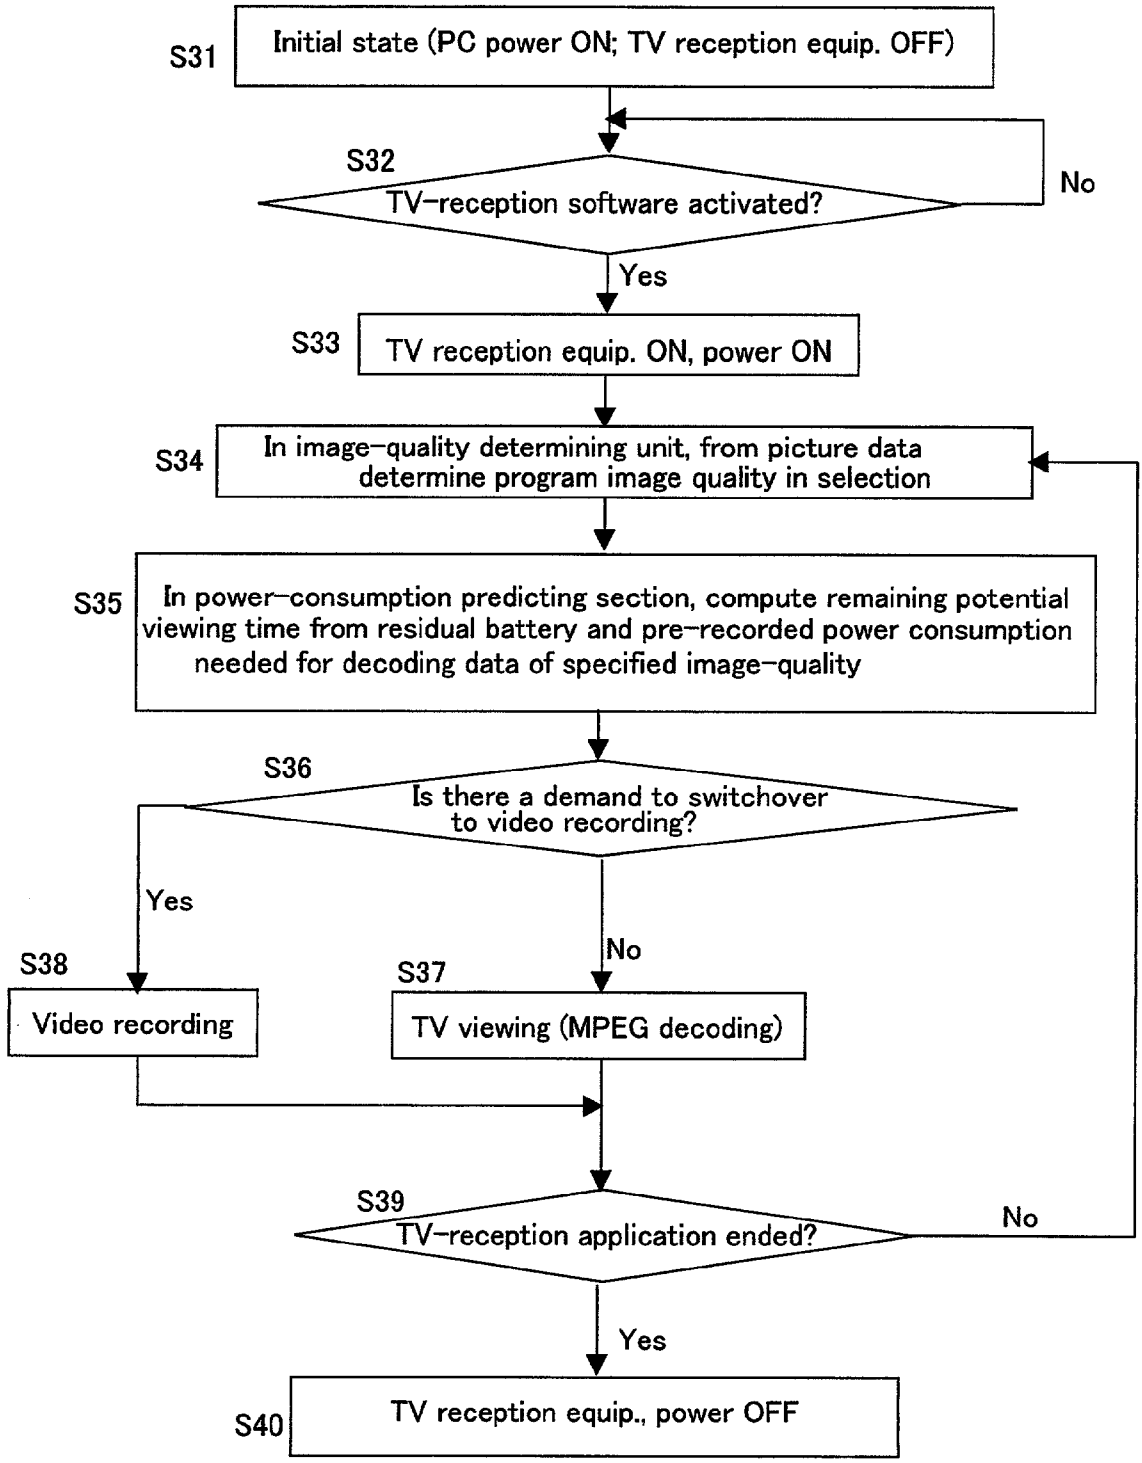 S31
Initial state (PC power ON; TV reception equip. OFF)
S32
TV-reception software activated?
No
Yes
S33
TV reception equip. ON, power ON
S34
In image-quality determining unit, from picture data
determine program image quality in selection
S35
In power-consumption predicting section, compute remaining potential
viewing time from residual battery and pre-recorded power consumption
needed for decoding data of specified image-quality
S36
Is there a demand to switchover
to video recording?
Yes
No
S38
Video recording
S37
TV viewing (MPEG decoding)
S39
TV-reception application ended?
No
Yes
S40
TV reception equip., power OFF